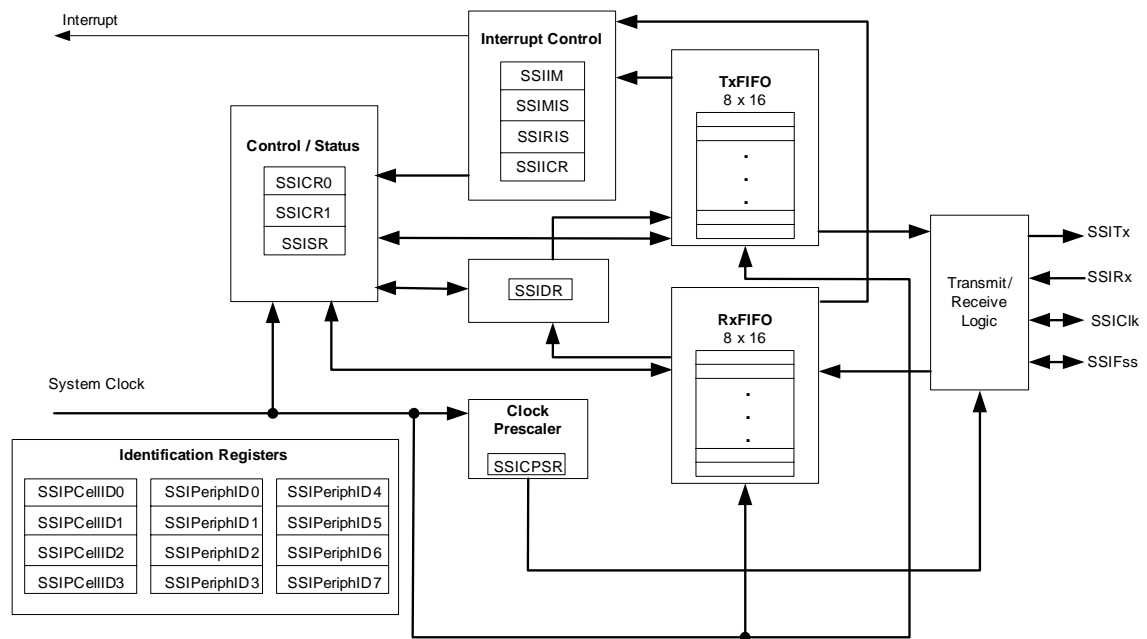 Interrupt
Interrupt Control
SSIIM
SSIMIS
SSIRIS
SSIICR
TxFIFO
8 x 16
Control / Status
SSICR0
SSICR1
SSISR
SSIDR
RxFIFO
8 x 16
Transmit/
Receive
Logic
SSITx
SSIRx
SSIClk
SSIFss
System Clock
Clock
Prescaler
SSICPSR
Identification Registers
SSIPCellID0 SSIPeriphID0 SSIPeriphID4
SSIPCellID1 SSIPeriphID1 SSIPeriphID5
SSIPCellID2 SSIPeriphID2 SSIPeriphID6
SSIPCellID3 SSIPeriphID3 SSIPeriphID7